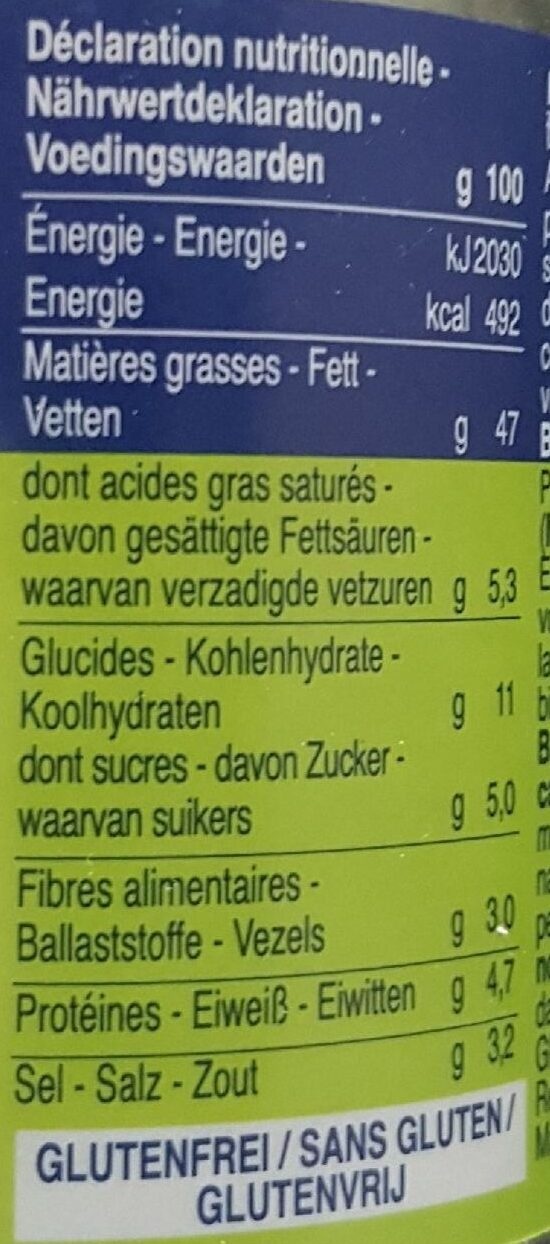 Déclaration nutritionnelle -
Nährwertdeklaration -
Voedingswaarden g 100
Énergie - Energie - kJ 2030
Energie kcal 492
Matières grasses - Fett -
Vetten g 47
dont acides gras saturés -
davon gesättigte Fettsäuren -
waarvan verzadigde vetzuren g 5,3
Glucides - Kohlenhydrate -
Koolhydraten g 11
dont sucres - davon Zucker -
waarvan suikers g 5,0
Fibres alimentaires -
Ballaststoffe - Vezels g 3,0
Protéines - Eiweiß - Eiwitten g 4,7
Sel - Salz - Zout g 3,2
GLUTENFREI / SANS GLUTEN /
GLUTENVRIJ